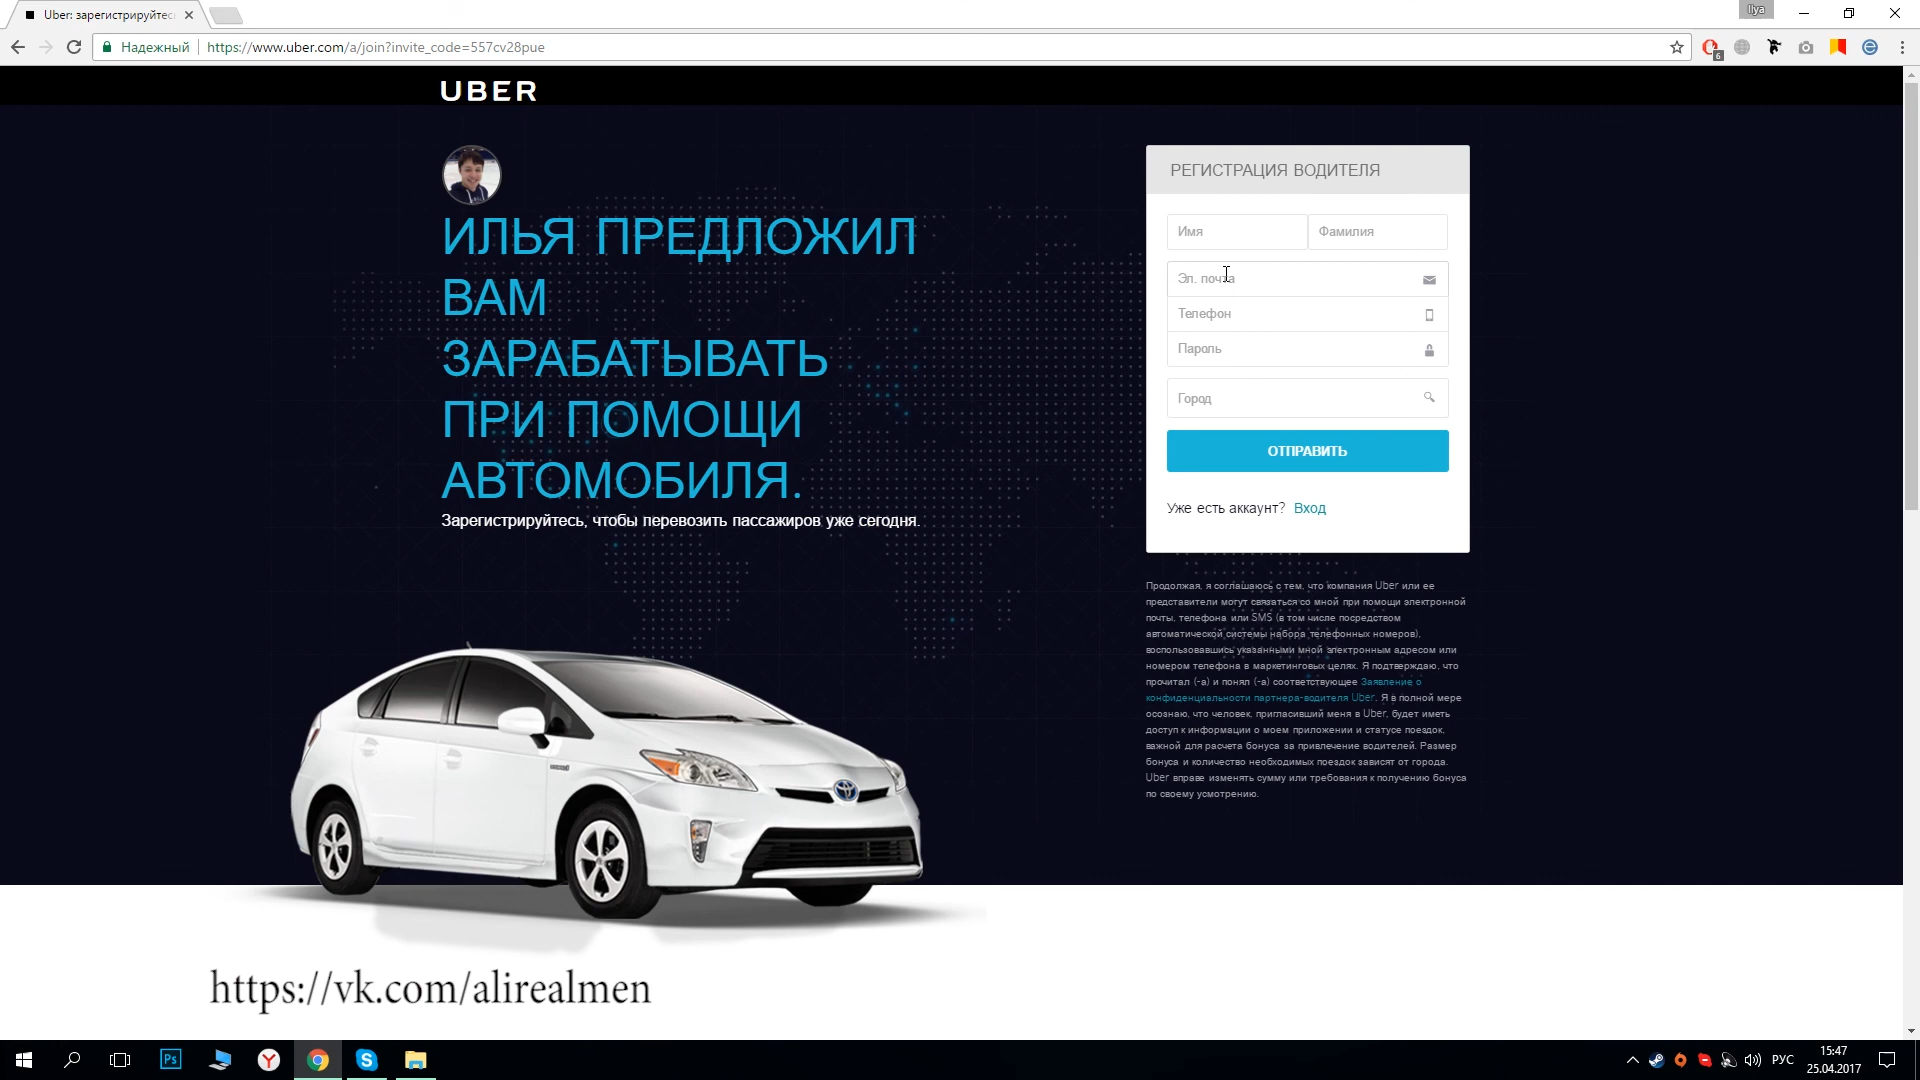 Uber: зарегистрируйтес
Ilya
Надежный
https://www.uber.com/a/join?invite_code=557cv28pue
6
UBER
ИЛЬЯ ПРЕДЛОЖИЛ
ВАМ
ЗАРАБАТЫВАТЬ
ПРИ ПОМОЩИ
АВТОМОБИЛЯ.
Зарегистрируйтесь, чтобы перевозить пассажиров уже сегодня.
РЕГИСТРАЦИЯ ВОДИТЕЛЯ
Имя
Фамилия
Эл. почта
Телефон
Пароль
Город
ОТПРАВИТЬ
Уже есть аккаунт? Вход
Продолжая, я соглашаюсь с тем, что компания Uber или ее
представители могут связаться со мной при помощи электронной
почты, телефона или SMS (в том числе посредством
автоматической системы набора телефонных номеров),
воспользовавшись указанными мной электронным адресом или
номером телефона в маркетинговых целях. Я подтверждаю, что
прочитал (-а) и понял (-а) соответствующее Заявление о
конфиденциальности партнера-водителя Uber. Я в полной мере
осознаю, что человек, пригласивший меня в Uber, будет иметь
доступ к информации о моем приложении и статусе поездок,
важной для расчета бонуса за привлечение водителей. Размер
бонуса и количество необходимых поездок зависят от города.
Uber вправе изменять сумму или требования к получению бонуса
по своему усмотрению.
https://vk.com/alirealmen
Ps
РУС
15:47
25.04.2017